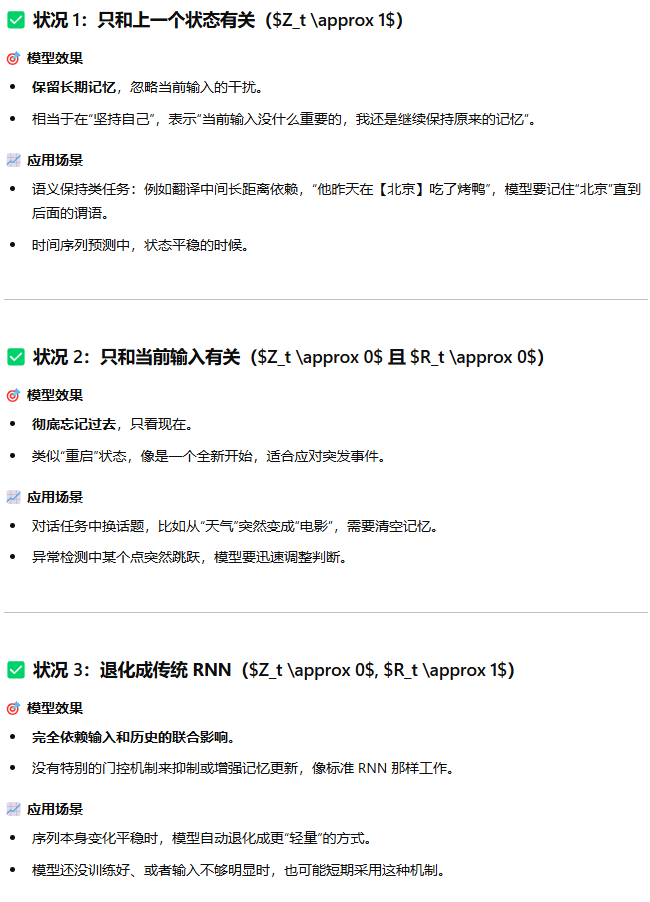 状况 1：只和上一个状态有关（$Z_t \approx 1$）
模型效果
保留长期记忆，忽略当前输入的干扰。
相当于在“坚持自己”，表示“当前输入没什么重要的，我还是继续保持原来的记忆”。
应用场景
语义保持类任务：例如翻译中间长距离依赖，“他昨天在【北京】吃了烤鸭”，模型要记住“北京”直到
后面的谓语。
时间序列预测中，状态平稳的时候。
状况 2：只和当前输入有关（$Z_t \approx 0$ 且 $R_t \approx 0$）
模型效果
彻底忘记过去，只看现在。
类似“重启”状态，像是一个全新开始，适合应对突发事件。
应用场景
对话任务中换话题，比如从“天气”突然变成“电影”，需要清空记忆。
异常检测中某个点突然跳跃，模型要迅速调整判断。
状况 3：退化成传统 RNN（$Z_t \approx 0$, $R_t \approx 1$）
模型效果
完全依赖输入和历史的联合影响。
没有特别的门控机制来抑制或增强记忆更新，像标准 RNN 那样工作。
应用场景
序列本身变化平稳时，模型自动退化成更“轻量”的方式。
模型还没训练好、或者输入不够明显时，也可能短期采用这种机制。